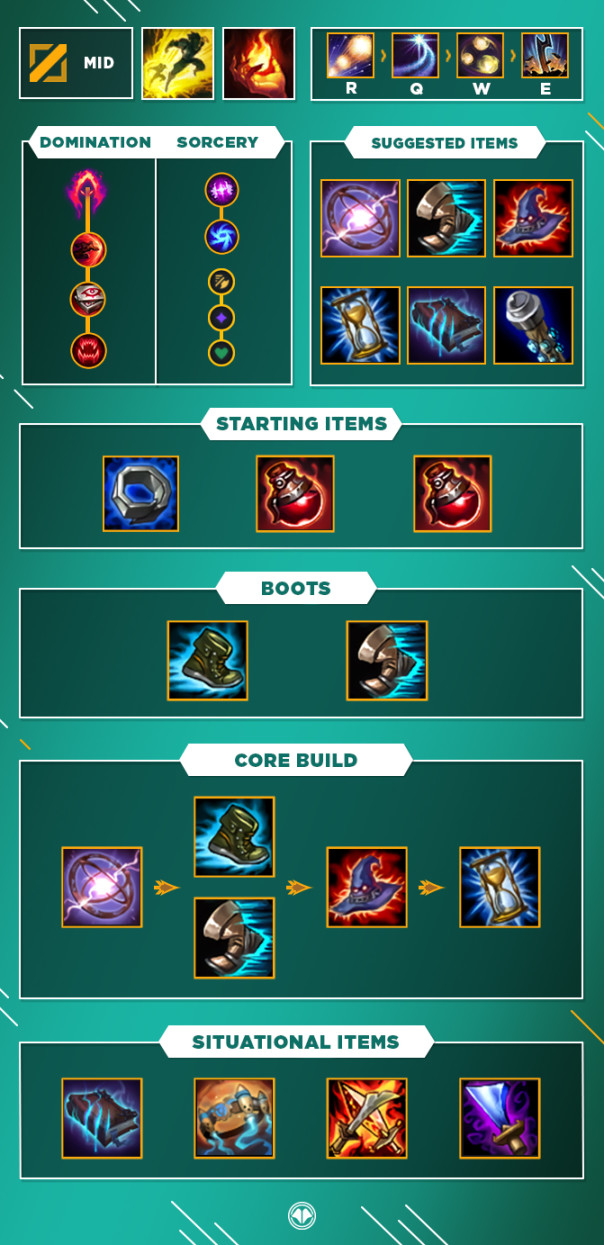 MID
R Q W E
DOMINATION SORCERY
SUGGESTED ITEMS
STARTING ITEMS
BOOTS
CORE BUILD
SITUATIONAL ITEMS